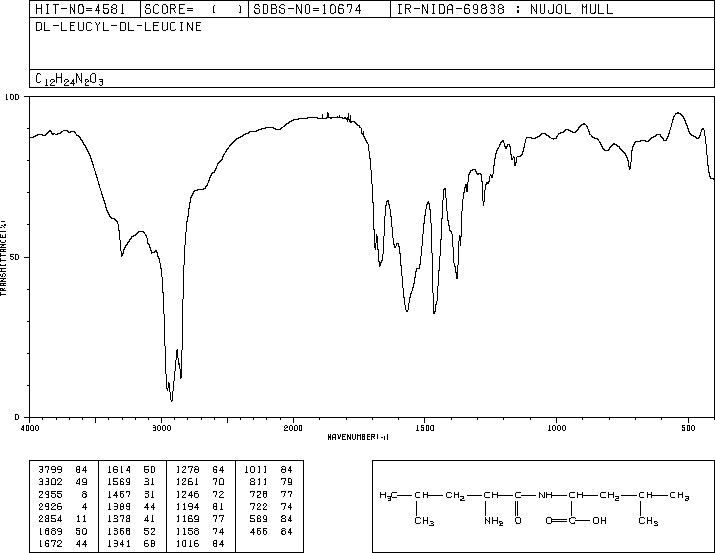 HIT-NO=4581 SCORE= ( ) SDBS-NO=10674 IR-NIDA-69838 : NUJOL MULL
DL-LEUCYL-DL-LEUCINE
C12H24N2O3
100
50
0
TRANSMITTANCE(%)
4000 3000 2000 1500 1000 500
WAVENUMBER(-1)
3799 84 1614 50 1278 64 1011 84
3302 49 1569 31 1261 70 811 79
2955 8 1467 31 1246 72 728 77
2926 4 1389 44 1194 81 722 74
2854 11 1378 41 1169 77 589 84
1689 50 1368 52 1158 74 466 84
1672 44 1341 68 1016 84
H3C—CH—CH2—CH—C—NH—CH—CH2—CH—CH3
CH3 NH2 O O=C—OH CH3